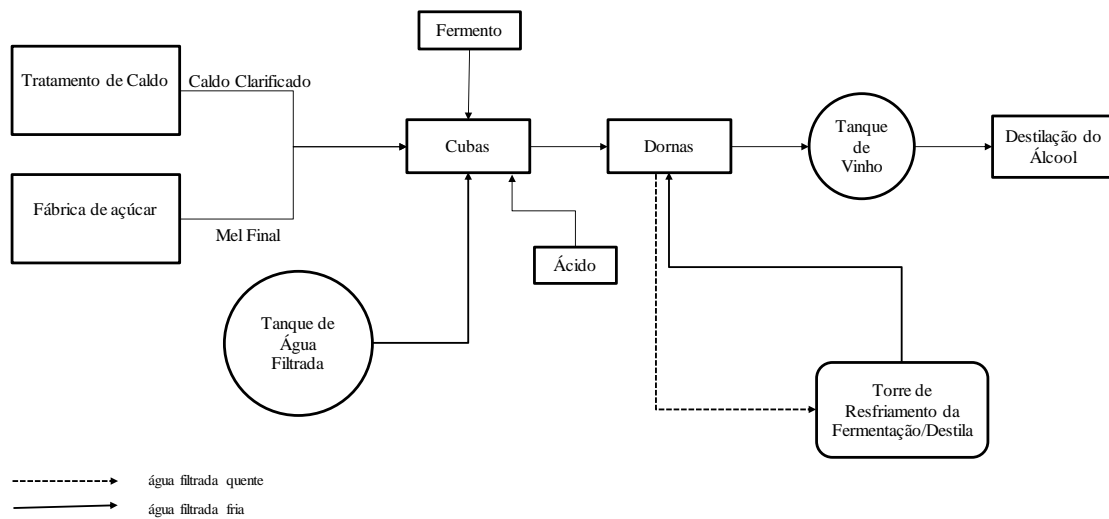 Fermento
Tratamento de Caldo
Caldo Clarificado
Cubas
Dornas
Tanque
de
Vinho
Destilação do
Álcool
Fábrica de açúcar
Mel Final
Ácido
Tanque de
Água
Filtrada
Torre de
Resfriamento da
Fermentação/Destila
água filtrada quente
água filtrada fria